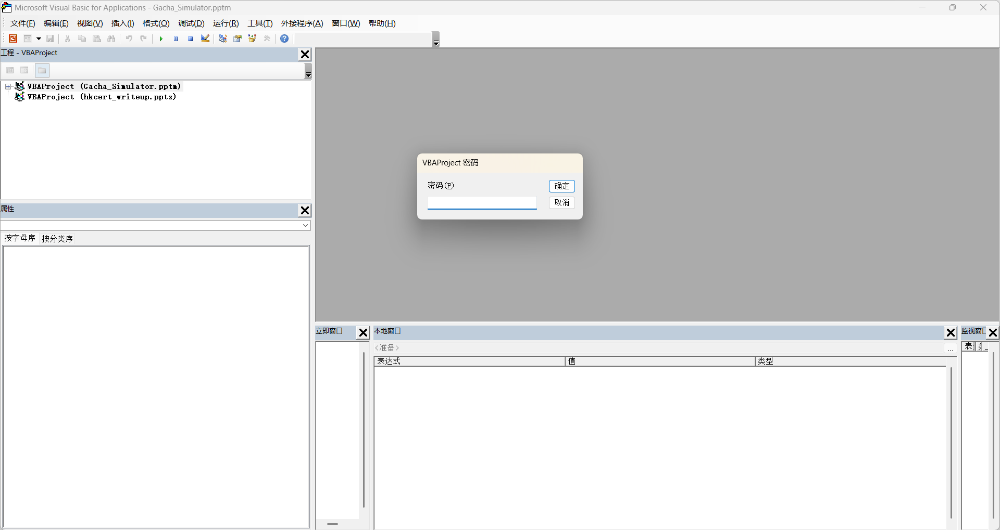 Microsoft Visual Basic for Applications - Gacha_Simulator.pptm
文件(F) 编辑(E) 视图(V) 插入(I) 格式(O) 调试(D) 运行(R) 工具(T) 外接程序(A) 窗口(W) 帮助(H)
工程 - VBAProject
VBAProject (Gacha_Simulator.pptm)
VBAProject (hkcert_writeup.pptx)
VBAProject 密码
密码(P)
确定
取消
属性
按字母序 按分类序
立即窗口
本地窗口
<准备>
...
表达式 值 类型
监视窗口
表